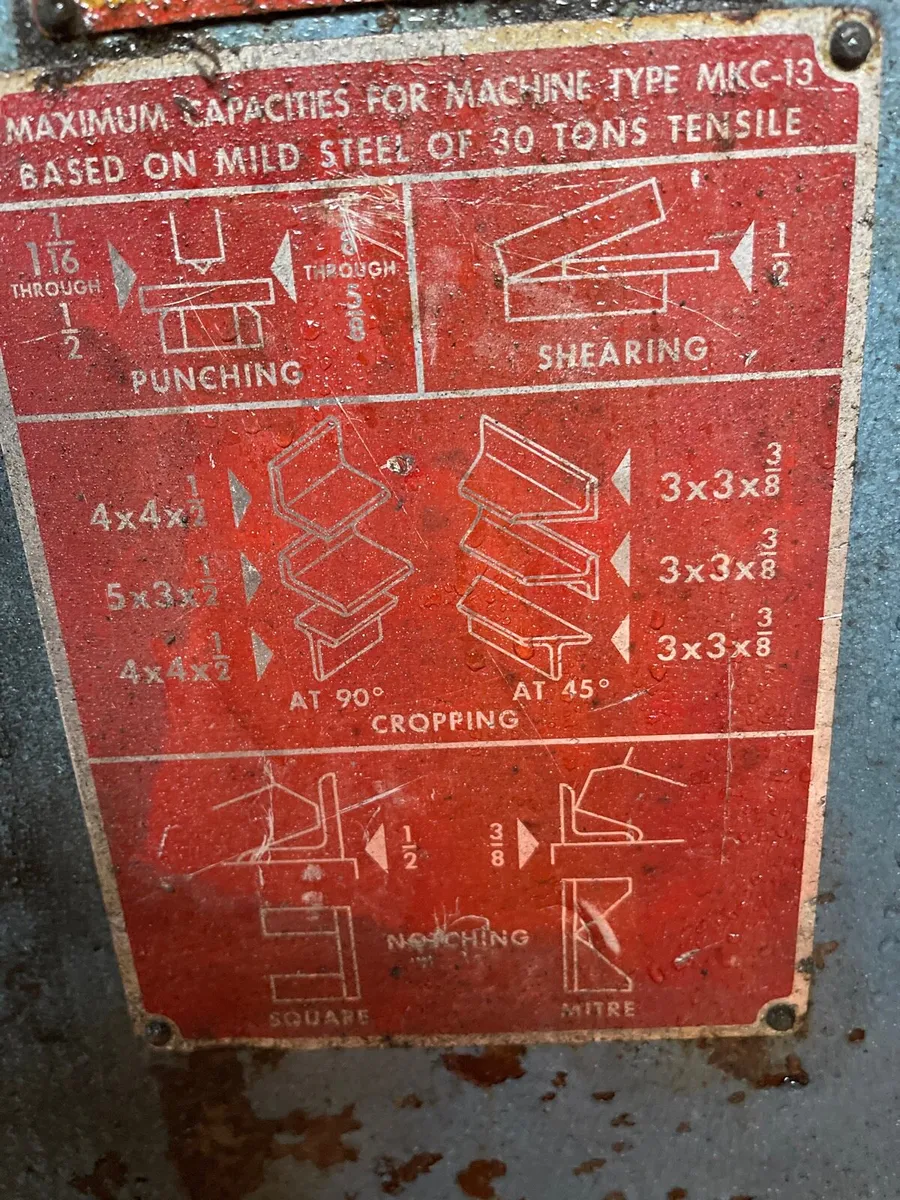 MAXIMUM CAPACITIES FOR MACHINE TYPE MKC-13
BASED ON MILD STEEL OF 30 TONS TENSILE
1 1/16
THROUGH
1/2
THROUGH
5/8
PUNCHING
1/2
SHEARING
4x4x1/2
5x3x1/2
4x4x1/2
AT 90°
3x3x3/8
3x3x3/8
3x3x3/8
AT 45°
CROPPING
1/2
3/8
NOTCHING
SQUARE
MITRE